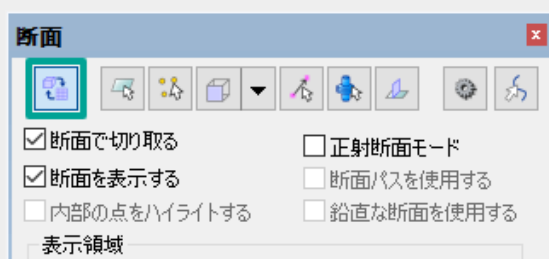 断面
断面で切り取る
正射断面モード
断面を表示する
断面パスを使用する
内部の点をハイライトする
鉛直な断面を使用する
表示領域